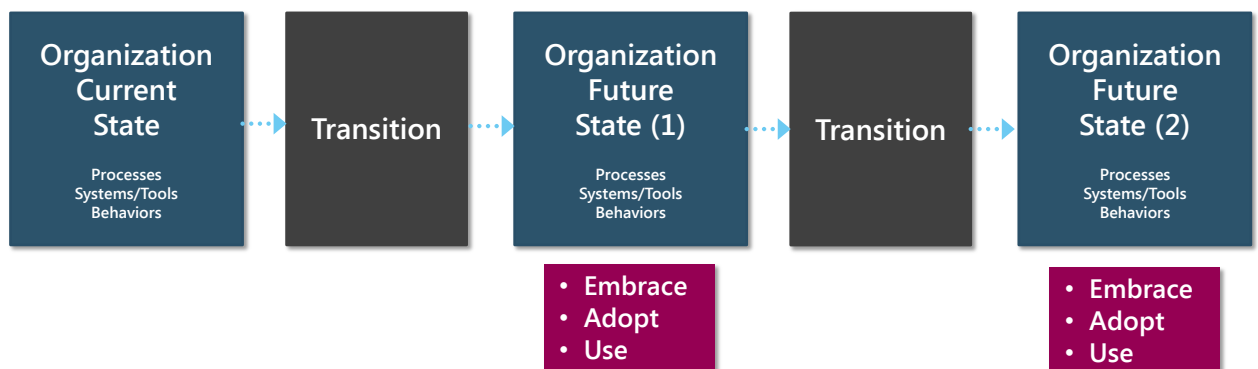 Organization
Current
State
Processes
Systems/Tools
Behaviors
Transition
Organization
Future
State (1)
Processes
Systems/Tools
Behaviors
• Embrace
• Adopt
• Use
Transition
Organization
Future
State (2)
Processes
Systems/Tools
Behaviors
• Embrace
• Adopt
• Use